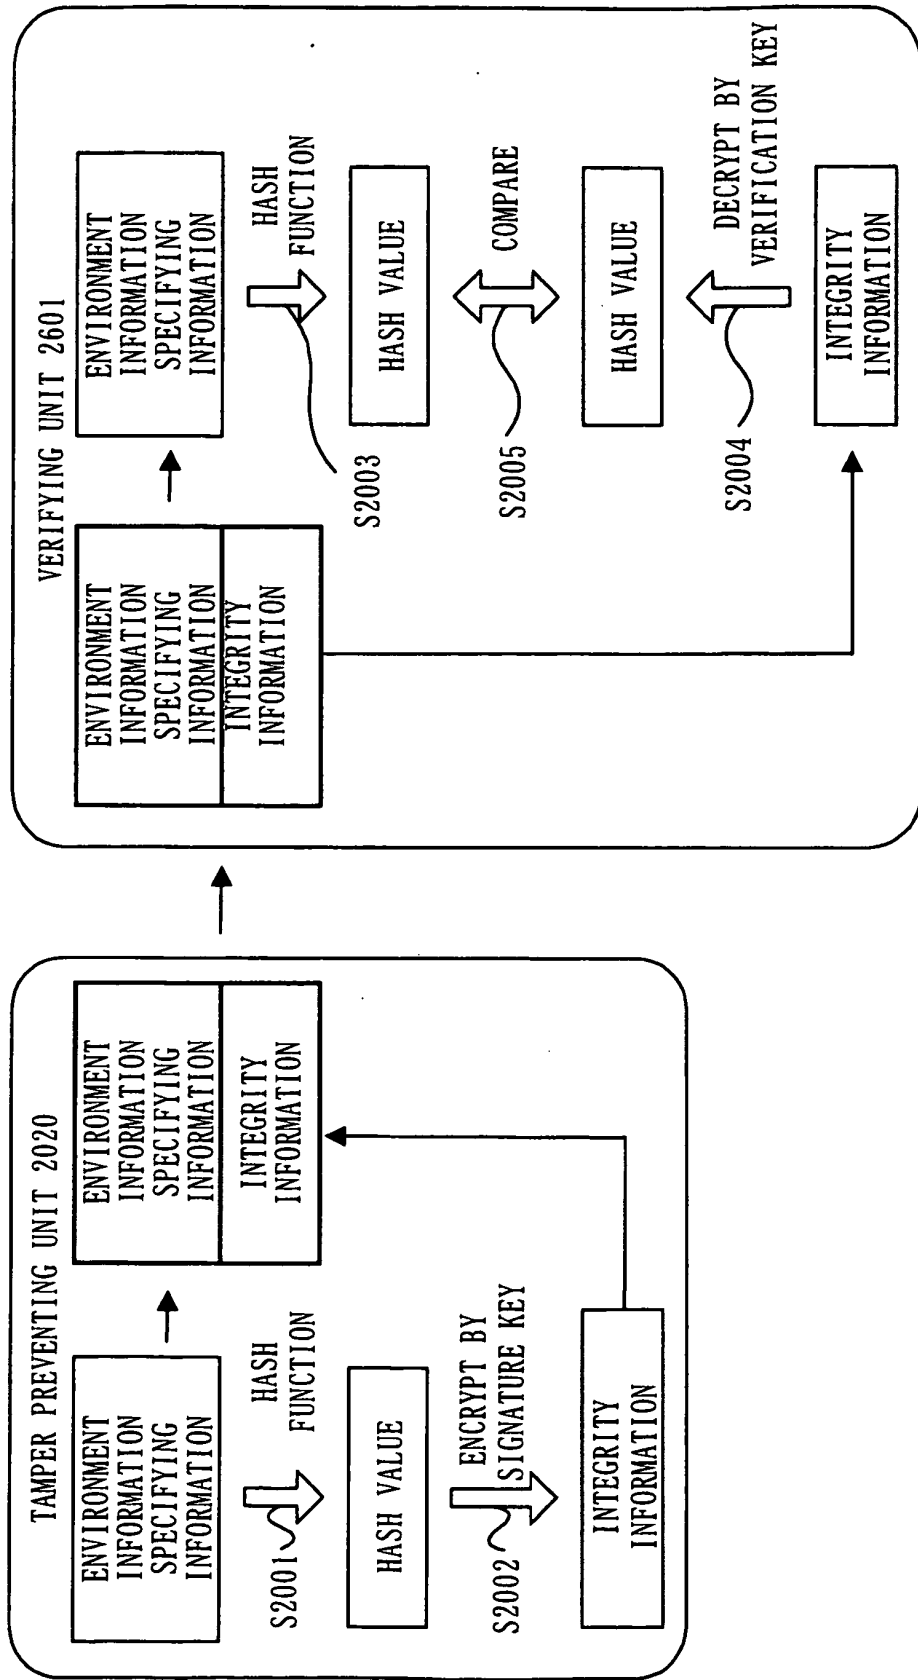 TAMPER PREVENTING UNIT 2020
ENVIRONMENT
INFORMATION
SPECIFYING
INFORMATION
S2001
HASH
FUNCTION
HASH VALUE
S2002
ENCRYPT BY
SIGNATURE KEY
INTEGRITY
INFORMATION
ENVIRONMENT
INFORMATION
SPECIFYING
INFORMATION
INTEGRITY
INFORMATION
VERIFYING UNIT 2601
ENVIRONMENT
INFORMATION
SPECIFYING
INFORMATION
INTEGRITY
INFORMATION
ENVIRONMENT
INFORMATION
SPECIFYING
INFORMATION
S2003
HASH
FUNCTION
HASH VALUE
S2005
COMPARE
HASH VALUE
S2004
DECRYPT BY
VERIFICATION KEY
INTEGRITY
INFORMATION